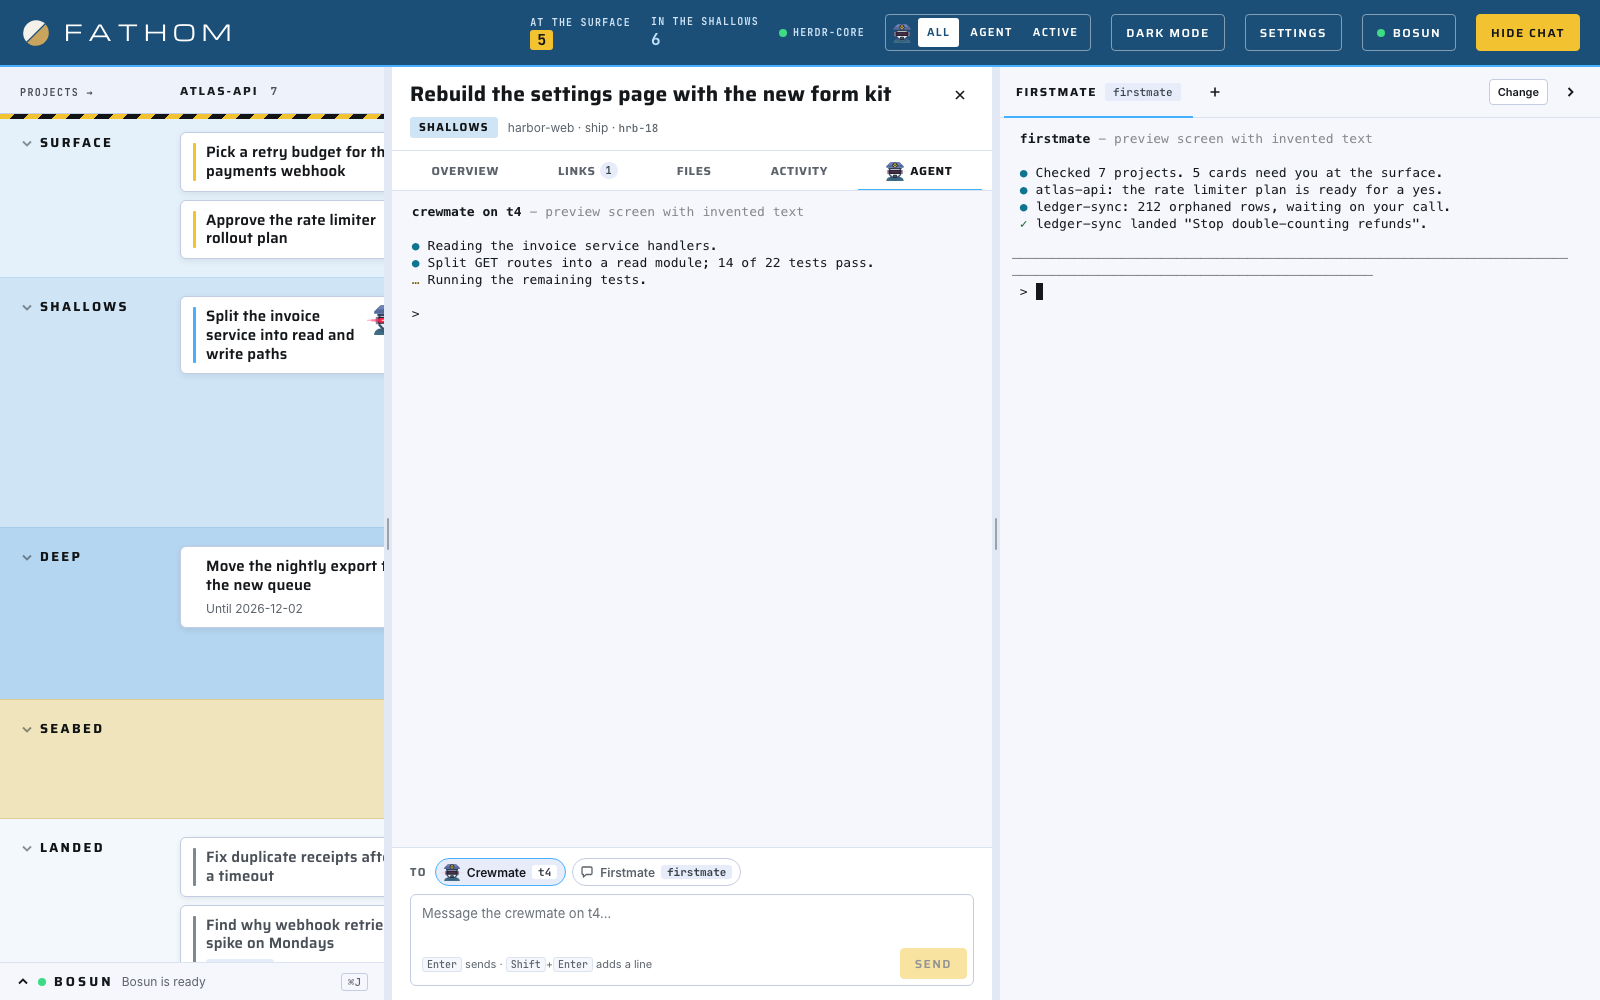 FATHOM
AT THE SURFACE
5
IN THE SHALLOWS
6
HERDR-CORE
ALL AGENT ACTIVE
DARK MODE
SETTINGS
BOSUN
HIDE CHAT
PROJECTS →
ATLAS-API 7
SURFACE
Pick a retry budget for th
payments webhook
Approve the rate limiter
rollout plan
SHALLOWS
Split the invoice
service into read and
write paths
DEEP
Move the nightly export t
the new queue
Until 2026-12-02
SEABED
LANDED
Fix duplicate receipts afte
a timeout
Find why webhook retrie
spike on Mondays
BOSUN Bosun is ready ⌘J
Rebuild the settings page with the new form kit ×
SHALLOWS harbor-web · ship · hrb-18
OVERVIEW LINKS 1 FILES ACTIVITY AGENT
crewmate on t4 — preview screen with invented text
● Reading the invoice service handlers.
● Split GET routes into a read module; 14 of 22 tests pass.
… Running the remaining tests.
>
TO Crewmate t4 Firstmate firstmate
Message the crewmate on t4...
Enter sends · Shift+Enter adds a line
SEND
FIRSTMATE firstmate + Change
firstmate — preview screen with invented text
● Checked 7 projects. 5 cards need you at the surface.
● atlas-api: the rate limiter plan is ready for a yes.
● ledger-sync: 212 orphaned rows, waiting on your call.
✓ ledger-sync landed "Stop double-counting refunds".
>